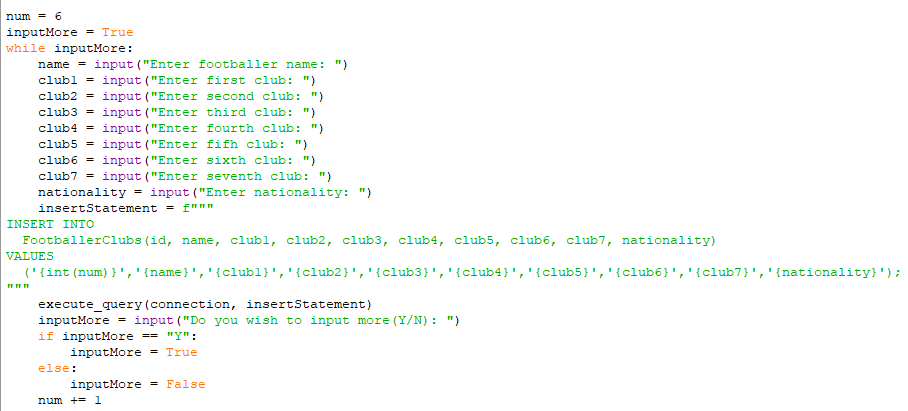 num = 6
inputMore = True
while inputMore:
    name = input("Enter footballer name: ")
    club1 = input("Enter first club: ")
    club2 = input("Enter second club: ")
    club3 = input("Enter third club: ")
    club4 = input("Enter fourth club: ")
    club5 = input("Enter fifh club: ")
    club6 = input("Enter sixth club: ")
    club7 = input("Enter seventh club: ")
    nationality = input("Enter nationality: ")
    insertStatement = f"""
INSERT INTO
  FootballerClubs(id, name, club1, club2, club3, club4, club5, club6, club7, nationality)
VALUES
  ('{int(num)}','{name}','{club1}','{club2}','{club3}','{club4}','{club5}','{club6}','{club7}','{nationality}');
"""
    execute_query(connection, insertStatement)
    inputMore = input("Do you wish to input more(Y/N): ")
    if inputMore == "Y":
        inputMore = True
    else:
        inputMore = False
    num += 1